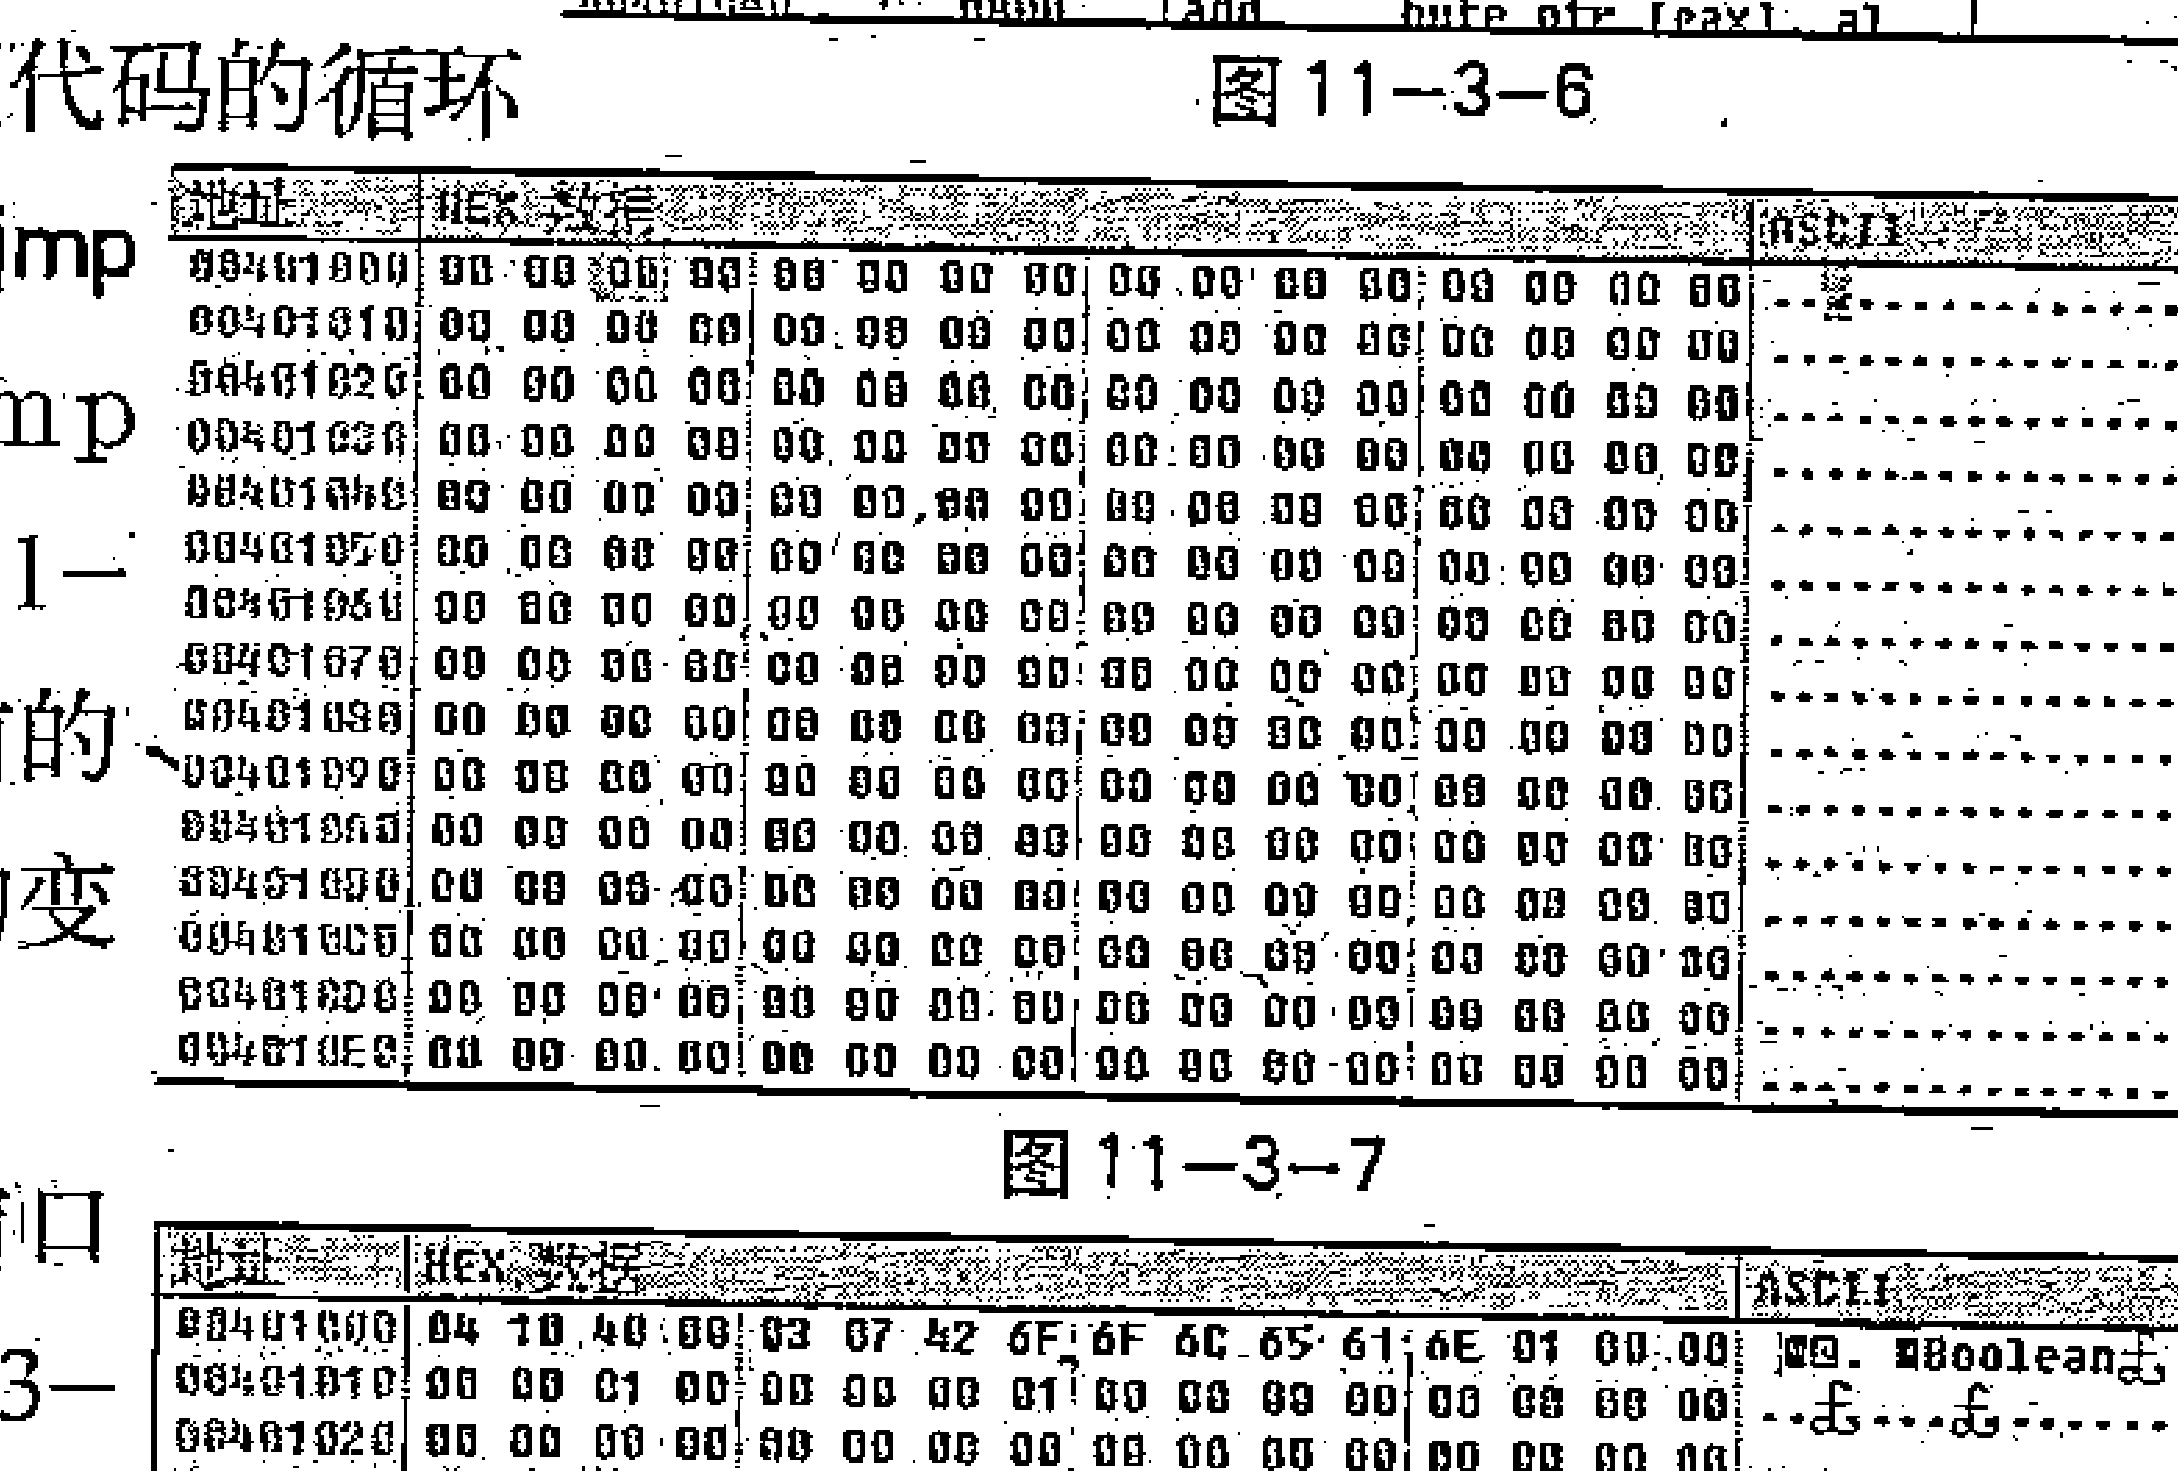 byte ptr [eax], al
代码的循环
图 11-3-6
地址 HEX 数据 ASCII
mp
00401000 00 00 00 00 00 00 00 00 00 00 00 00 00 00 00 00 ................
00401010 00 00 00 00 00 00 00 00 00 00 00 00 00 00 00 00 ................
00401020 00 00 00 00 00 00 00 00 00 00 00 00 00 00 00 00 ................
mp
00401030 00 00 00 00 00 00 00 00 00 00 00 00 00 00 00 00 ................
00401040 00 00 00 00 00 00 00 00 00 00 00 00 00 00 00 00 ................
1-
00401050 00 00 00 00 00 00 00 00 00 00 00 00 00 00 00 00 ................
00401060 00 00 00 00 00 00 00 00 00 00 00 00 00 00 00 00 ................
00401070 00 00 00 00 00 00 00 00 00 00 00 00 00 00 00 00 ................
的
00401080 00 00 00 00 00 00 00 00 00 00 00 00 00 00 00 00 ................
00401090 00 00 00 00 00 00 00 00 00 00 00 00 00 00 00 00 ................
004010A0 00 00 00 00 00 00 00 00 00 00 00 00 00 00 00 00 ................
变
004010B0 00 00 00 00 00 00 00 00 00 00 00 00 00 00 00 00 ................
004010C0 00 00 00 00 00 00 00 00 00 00 00 00 00 00 00 00 ................
004010D0 00 00 00 00 00 00 00 00 00 00 00 00 00 00 00 00 ................
004010E0 00 00 00 00 00 00 00 00 00 00 00 00 00 00 00 00 ................
图 11-3-7
口
地址 HEX 数据 ASCII
00401000 04 10 40 00 03 07 42 6F 6F 6C 65 61 6E 01 00 00 Boolean
3-
00401010 00 00 01 00 00 00 00 01 00 00 00 00 00 00 00 00
00401020 00 00 00 00 00 00 00 00 00 00 00 00 00 00 00 00